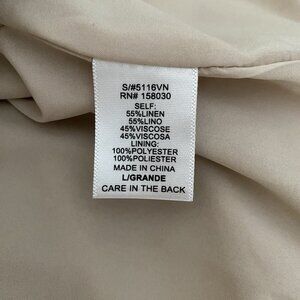 S/#5116VN
RN# 158030
SELF:
55%LINEN
55%LINO
45%VISCOSE
45%VISCOSA
LINING:
100%POLYESTER
100%POLIESTER
MADE IN CHINA
L/GRANDE
CARE IN THE BACK